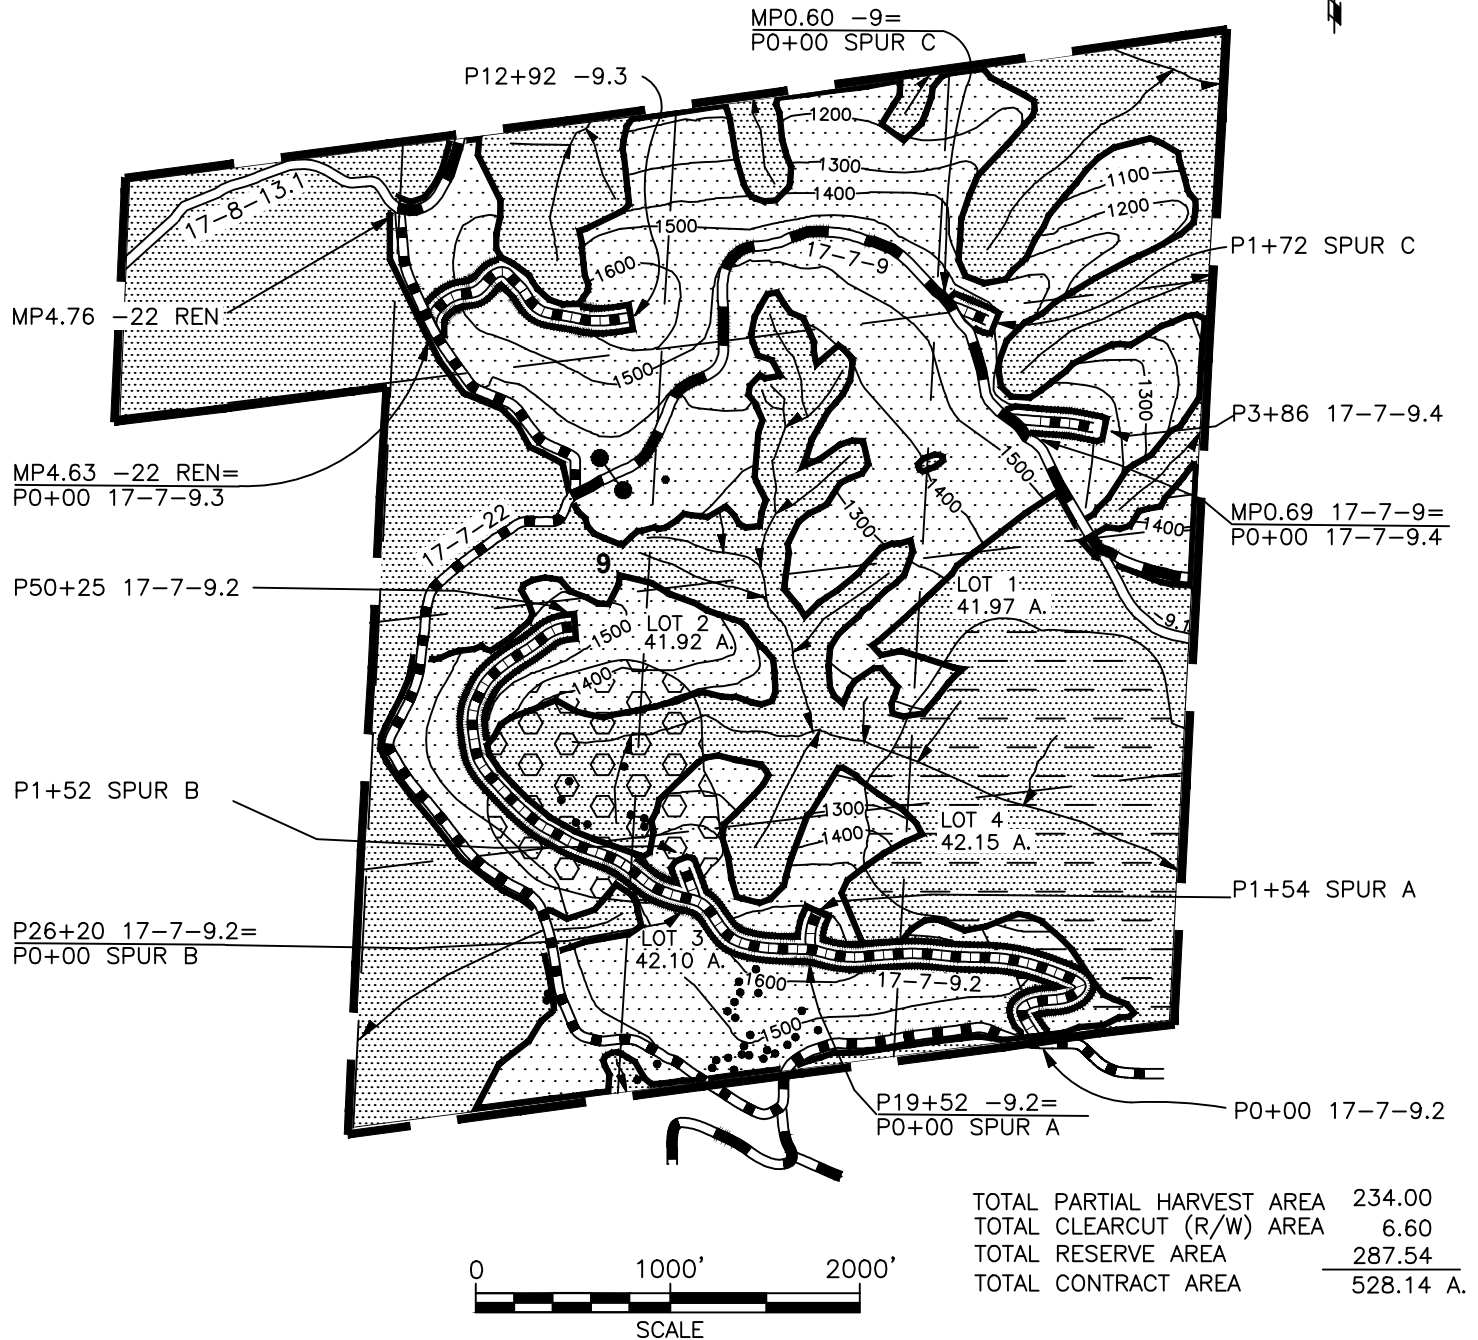 MP0.60 -9=
P0+00 SPUR C
P12+92 -9.3
1200
1300
1400
1100
1200
17-8-13.1
1500
17-7-9
P1+72 SPUR C
1600
MP4.76 -22 REN
1500
1300
P3+86 17-7-9.4
MP4.63 -22 REN=
P0+00 17-7-9.3
1500
1400
1300
MP0.69 17-7-9=
P0+00 17-7-9.4
1400
17-7-22
9
P50+25 17-7-9.2
LOT 1
41.97 A.
LOT 2
41.92 A.
1500
-9.1
1400
P1+52 SPUR B
1300
1400
LOT 4
42.15 A.
P1+54 SPUR A
P26+20 17-7-9.2=
P0+00 SPUR B
LOT 3
42.10 A.
1600
17-7-9.2
1500
P19+52 -9.2=
P0+00 SPUR A
P0+00 17-7-9.2
TOTAL PARTIAL HARVEST AREA 234.00
TOTAL CLEARCUT (R/W) AREA 6.60
TOTAL RESERVE AREA 287.54
TOTAL CONTRACT AREA 528.14 A.
0 1000' 2000'
SCALE